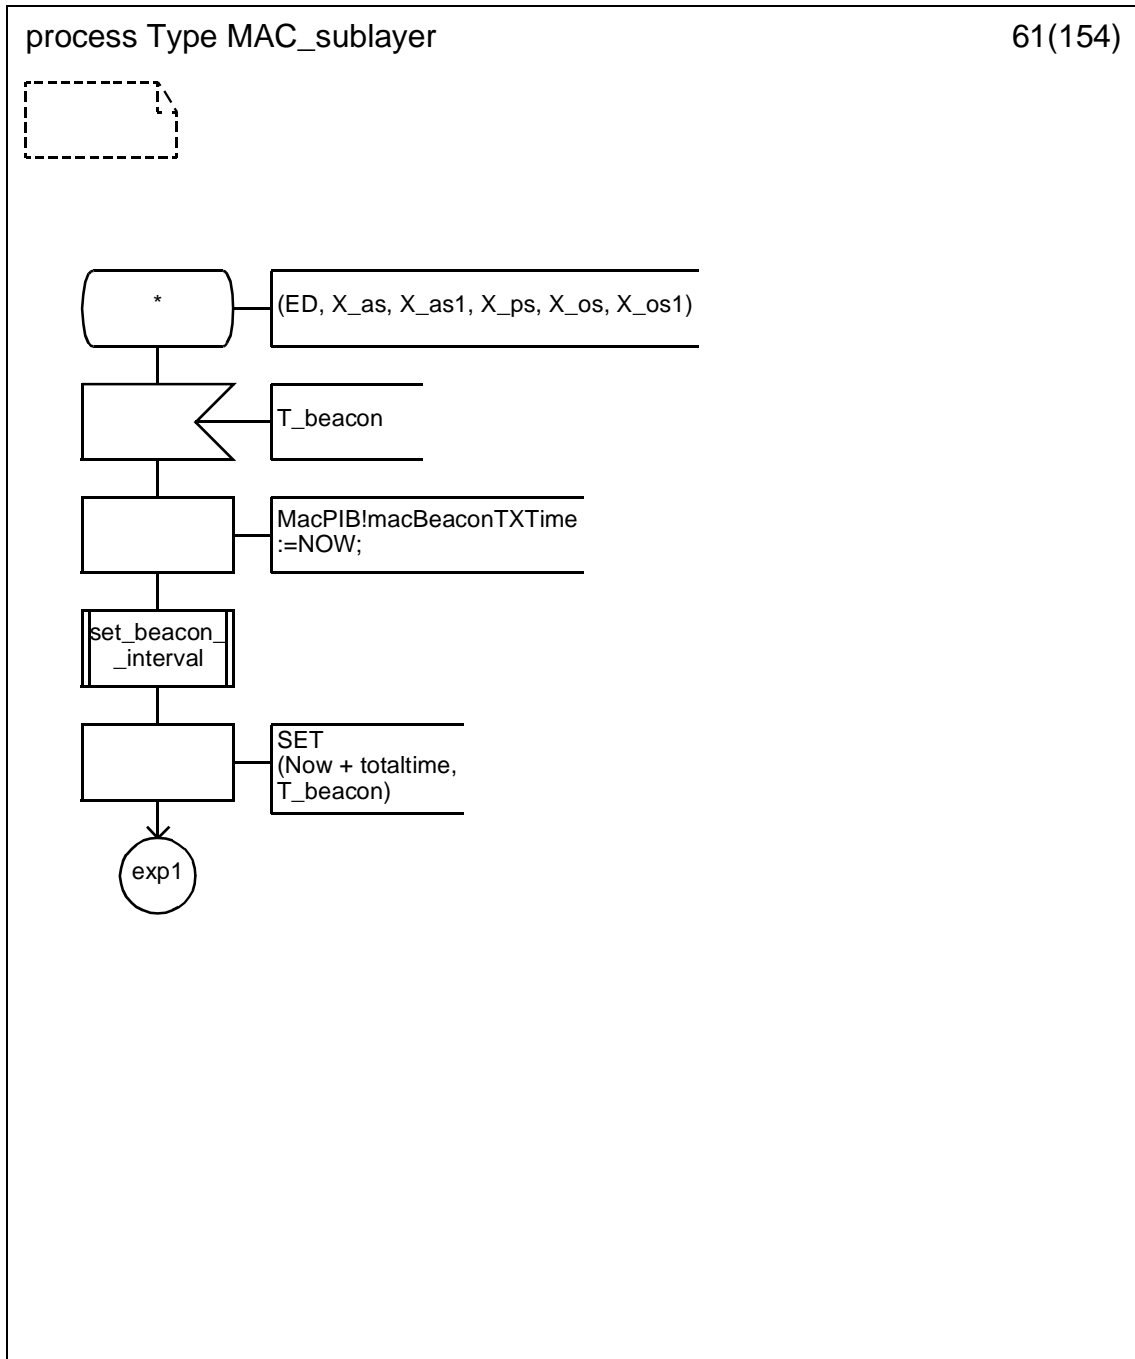 process Type MAC_sublayer
61(154)
*
(ED, X_as, X_as1, X_ps, X_os, X_os1)
T_beacon
MacPIB!macBeaconTXTime
:=NOW;
set_beacon_
_interval
SET
(Now + totaltime,
T_beacon)
exp1